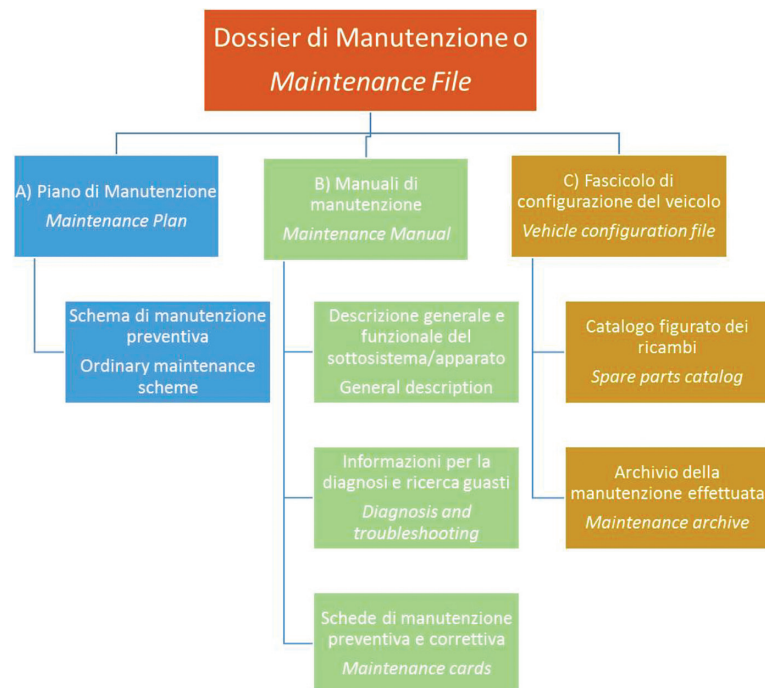 Dossier di Manutenzione o
Maintenance File
A) Piano di Manutenzione
Maintenance Plan
B) Manuali di
manutenzione
Maintenance Manual
C) Fascicolo di
configurazione del veicolo
Vehicle configuration file
Schema di manutenzione
preventiva
Ordinary maintenance
scheme
Descrizione generale e
funzionale del
sottosistema/apparato
General description
Catalogo figurato dei
ricambi
Spare parts catalog
Informazioni per la
diagnosi e ricerca guasti
Diagnosis and
troubleshooting
Archivio della
manutenzione effettuata
Maintenance archive
Schede di manutenzione
preventiva e correttiva
Maintenance cards